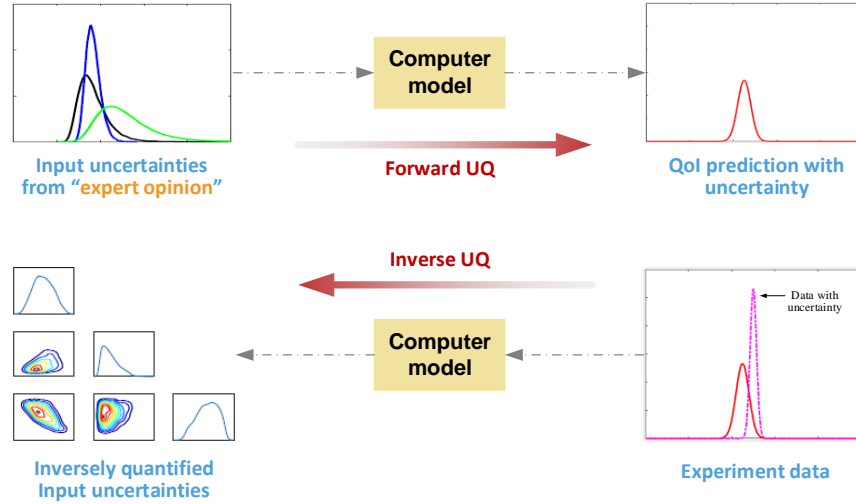 Computer
model
Input uncertainties
from “expert opinion”
Forward UQ
QoI prediction with
uncertainty
Inverse UQ
Data with
uncertainty
Computer
model
Inversely quantified
Input uncertainties
Experiment data